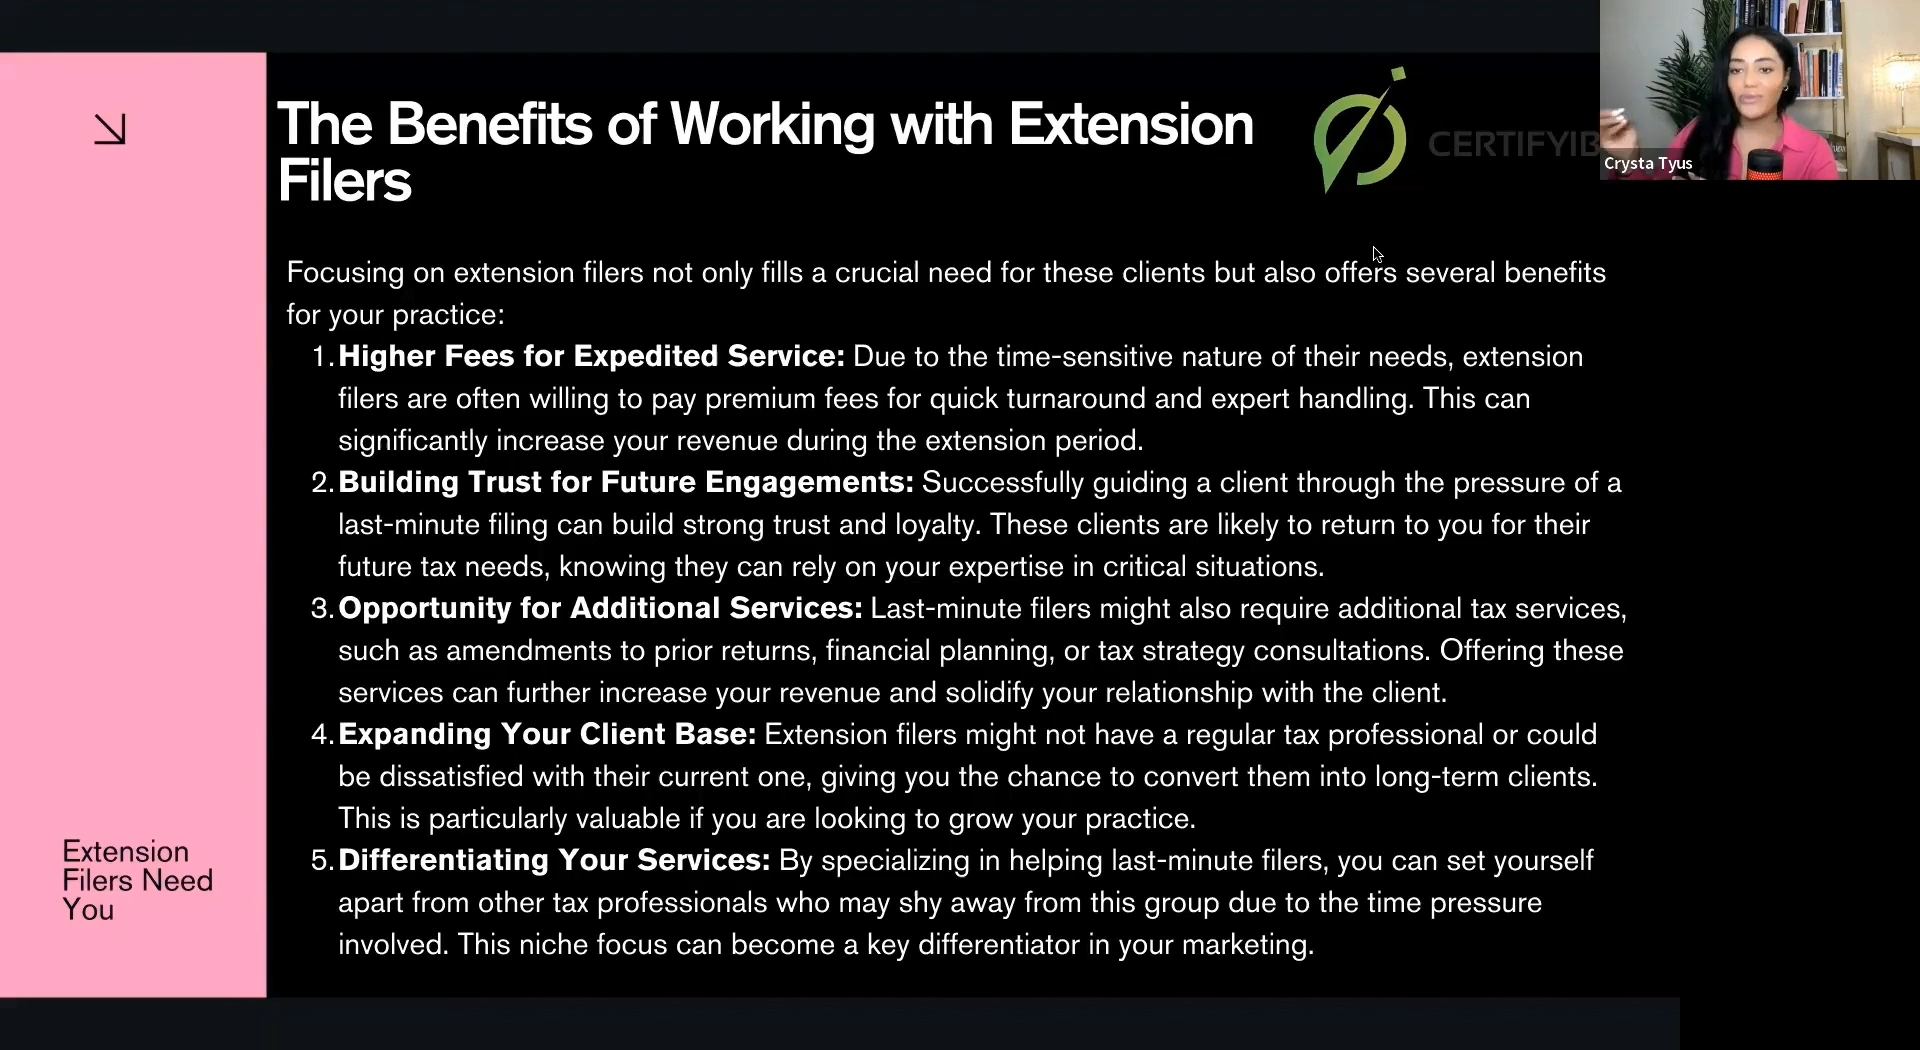 The Benefits of Working with Extension
Filers
CERTIFYIB
Crysta Tyus
Focusing on extension filers not only fills a crucial need for these clients but also offers several benefits
for your practice:
1. Higher Fees for Expedited Service: Due to the time-sensitive nature of their needs, extension
filers are often willing to pay premium fees for quick turnaround and expert handling. This can
significantly increase your revenue during the extension period.
2. Building Trust for Future Engagements: Successfully guiding a client through the pressure of a
last-minute filing can build strong trust and loyalty. These clients are likely to return to you for their
future tax needs, knowing they can rely on your expertise in critical situations.
3. Opportunity for Additional Services: Last-minute filers might also require additional tax services,
such as amendments to prior returns, financial planning, or tax strategy consultations. Offering these
services can further increase your revenue and solidify your relationship with the client.
4. Expanding Your Client Base: Extension filers might not have a regular tax professional or could
be dissatisfied with their current one, giving you the chance to convert them into long-term clients.
This is particularly valuable if you are looking to grow your practice.
5. Differentiating Your Services: By specializing in helping last-minute filers, you can set yourself
apart from other tax professionals who may shy away from this group due to the time pressure
involved. This niche focus can become a key differentiator in your marketing.
Extension
Filers Need
You